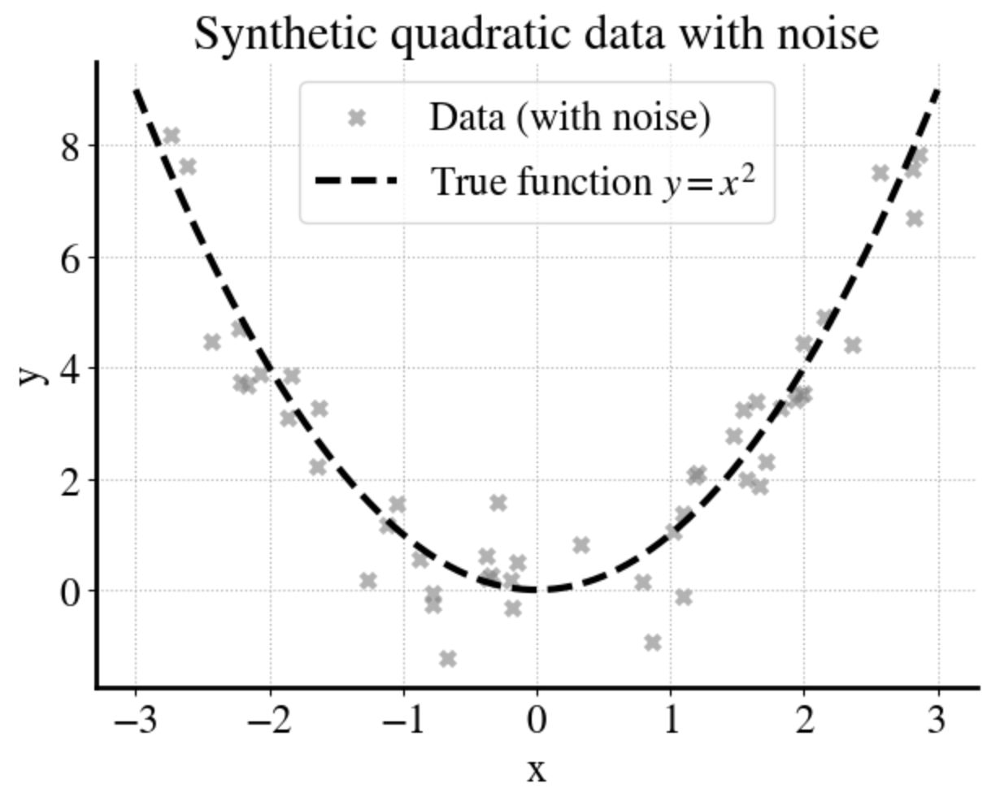 Synthetic quadratic data with noise
Data (with noise)
True function y = x²
8
6
4
2
0
y
−3 −2 −1 0 1 2 3
x